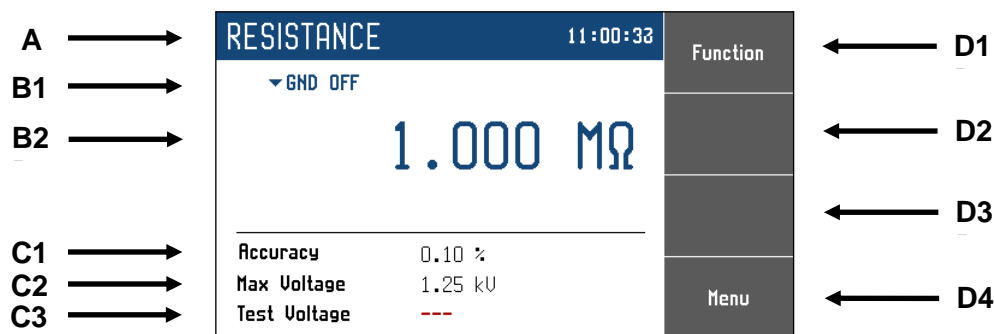 A RESISTANCE 11:00:33 Function D1
B1 GND OFF
B2 1.000 MΩ D2
D3
C1 Accuracy 0.10 %
C2 Max Voltage 1.25 kV Menu D4
C3 Test Voltage ---